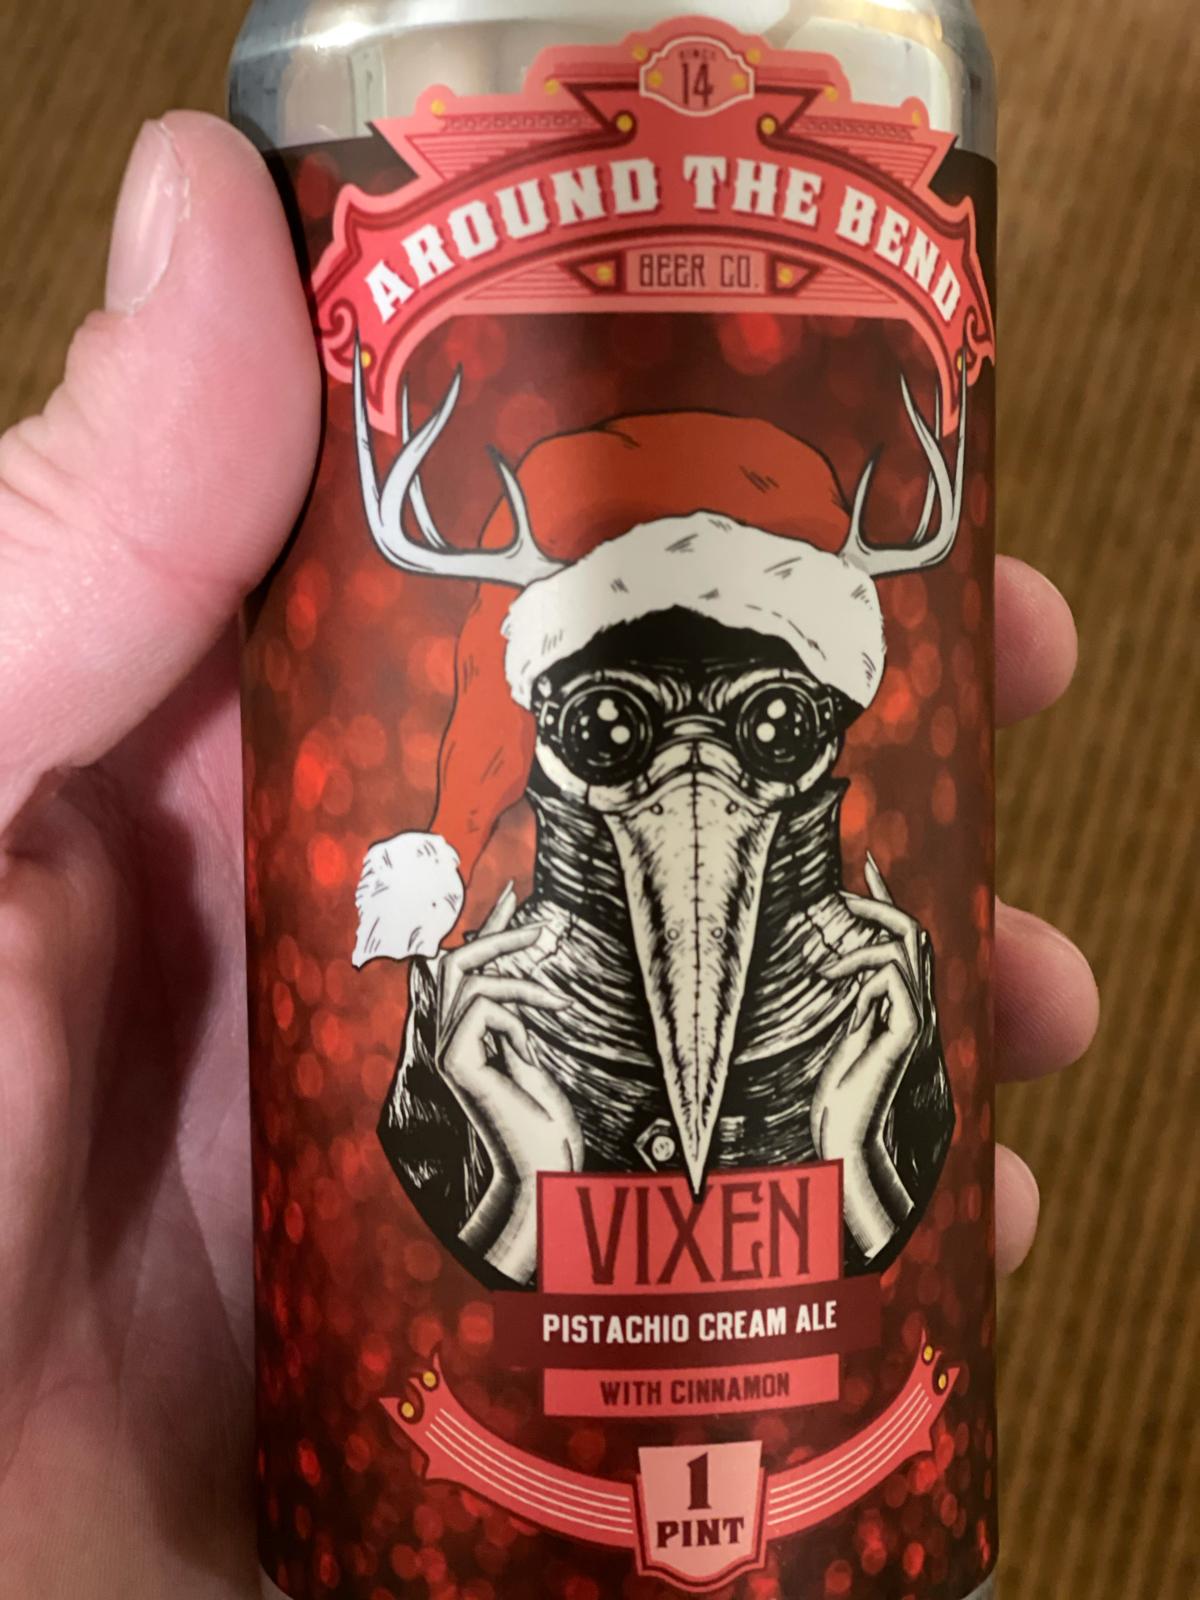 SINCE
14
AROUND THE BEND
BEER CO.
VIXEN
PISTACHIO CREAM ALE
WITH CINNAMON
1
PINT